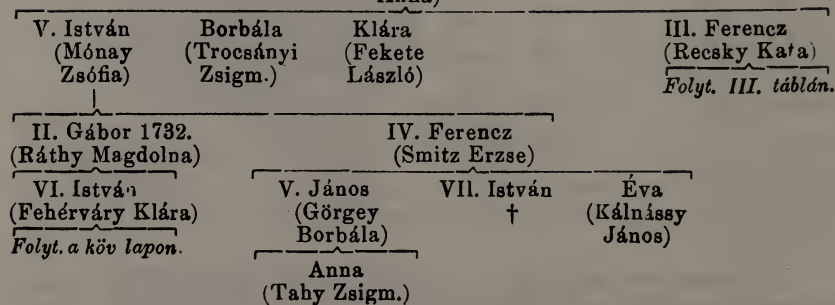 Anna)
V. István Borbála Klára III. Ferencz
(Mónay (Trocsányi (Fekete (Recsky Kata)
Zsófia) Zsigm.) László) Folyt. III. táblán.
II. Gábor 1732. IV. Ferencz
(Ráthy Magdolna) (Smitz Erzse)
VI. István V. János VII. István Éva
(Fehérváry Klára) (Görgey † (Kálnássy
Folyt. a köv lapon. Borbála) János)
Anna
(Tahy Zsigm.)